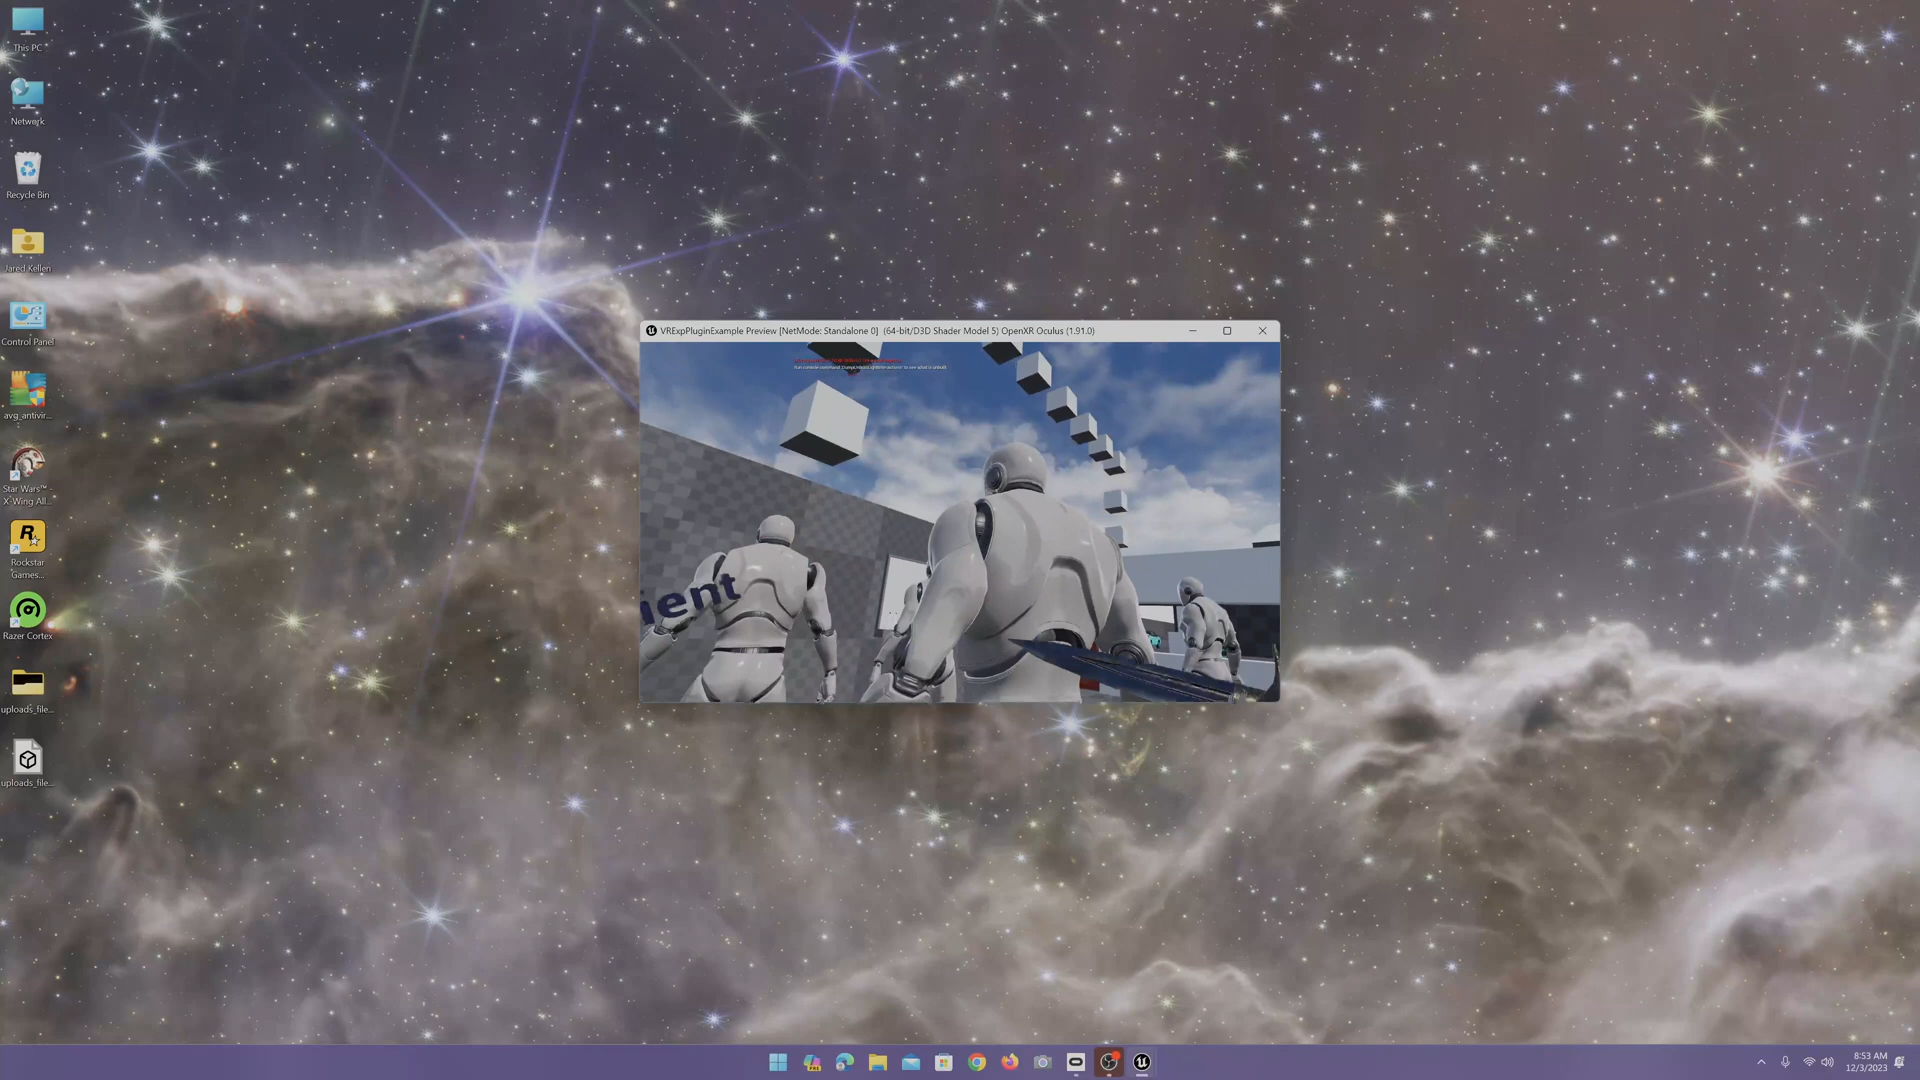 This PC
Network
Recycle Bin
Jared Kellen
Control Panel
avg_antivir...
Star Wars™ -
X-Wing All...
Rockstar
Games...
Razer Cortex
uploads_file...
uploads_file...
VRExpPluginExample Preview [NetMode: Standalone 0] (64-bit/D3D Shader Model 5) OpenXR Oculus (1.91.0)
ient
8:53 AM
12/3/2023